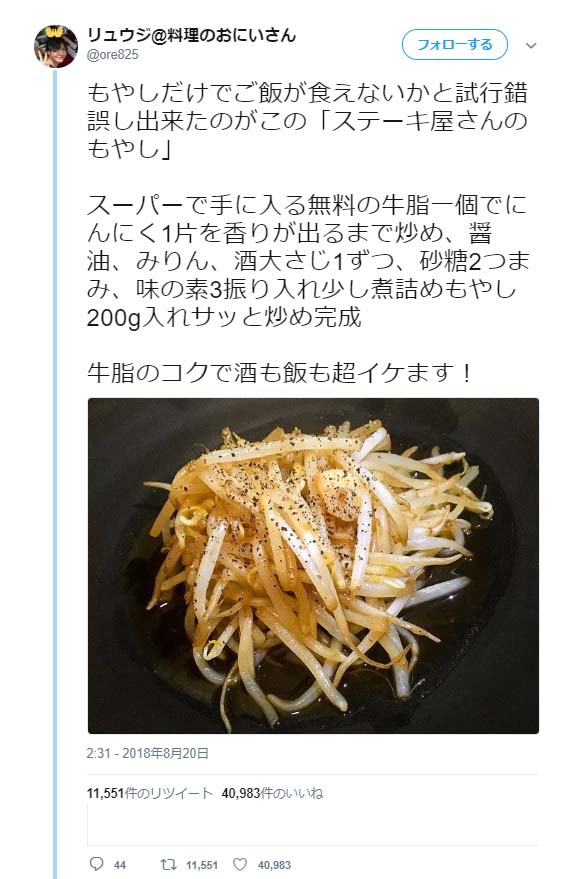 リュウジ@料理のおにいさん
@ore825
フォローする
もやしだけでご飯が食えないかと試行錯
誤し出来たのがこの「ステーキ屋さんの
もやし」
スーパーで手に入る無料の牛脂一個でに
んにく1片を香りが出るまで炒め、醤
油、みりん、酒大さじ1ずつ、砂糖2つま
み、味の素3振り入れ少し煮詰めもやし
200g入れサッと炒め完成
牛脂のコクで酒も飯も超イケます！
2:31 - 2018年8月20日
11,551件のリツイート 40,983件のいいね
44 11,551 40,983